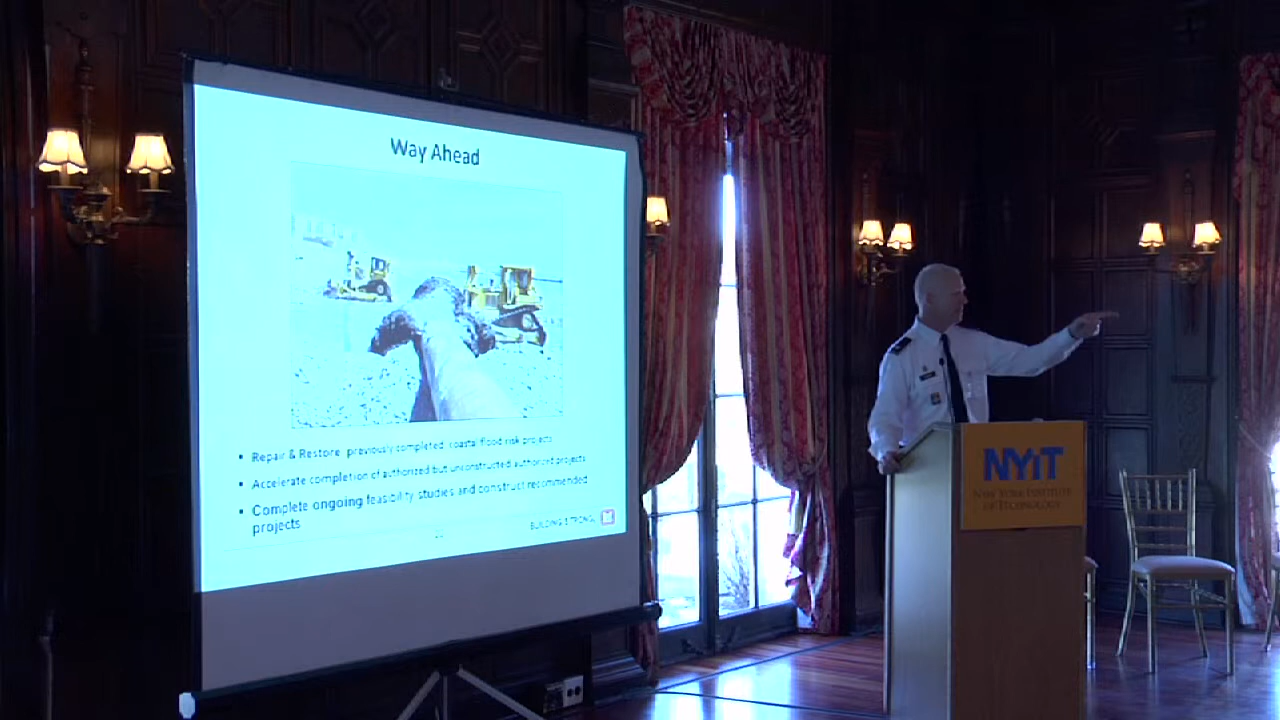 Way Ahead
• Repair & Restore previously completed coastal flood risk projects
• Accelerate completion of authorized but unconstructed authorized projects
• Complete ongoing feasibility studies and construct recommended
projects
BUILDING STRONG
NYiT
NEW YORK INSTITUTE
OF TECHNOLOGY